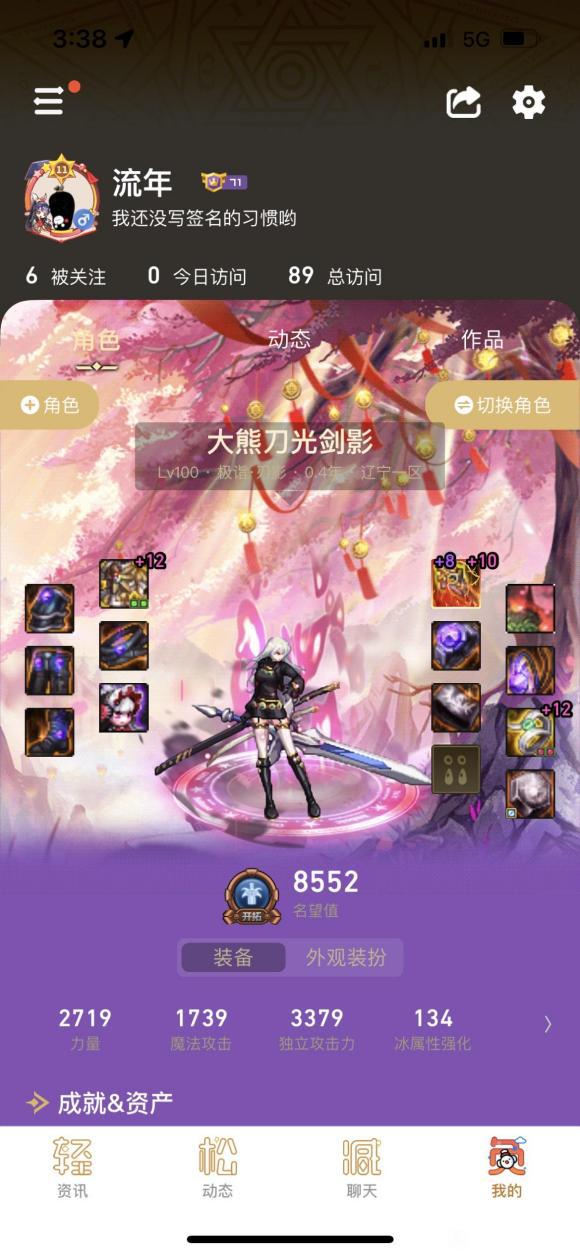 3:38
5G
11
流年
71
我还没写签名的习惯哟
6 被关注 0 今日访问 89 总访问
角色 动态 作品
角色
切换角色
大熊刀光剑影
Lv100 · 极诣·刃影 · 0.4年 · 辽宁一区
+12
+8 +10
+12
开拓
8552
名望值
装备 外观装扮
2719 1739 3379 134
力量 魔法攻击 独立攻击力 冰属性强化
成就&资产
轻 松 减 负
资讯 动态 聊天 我的